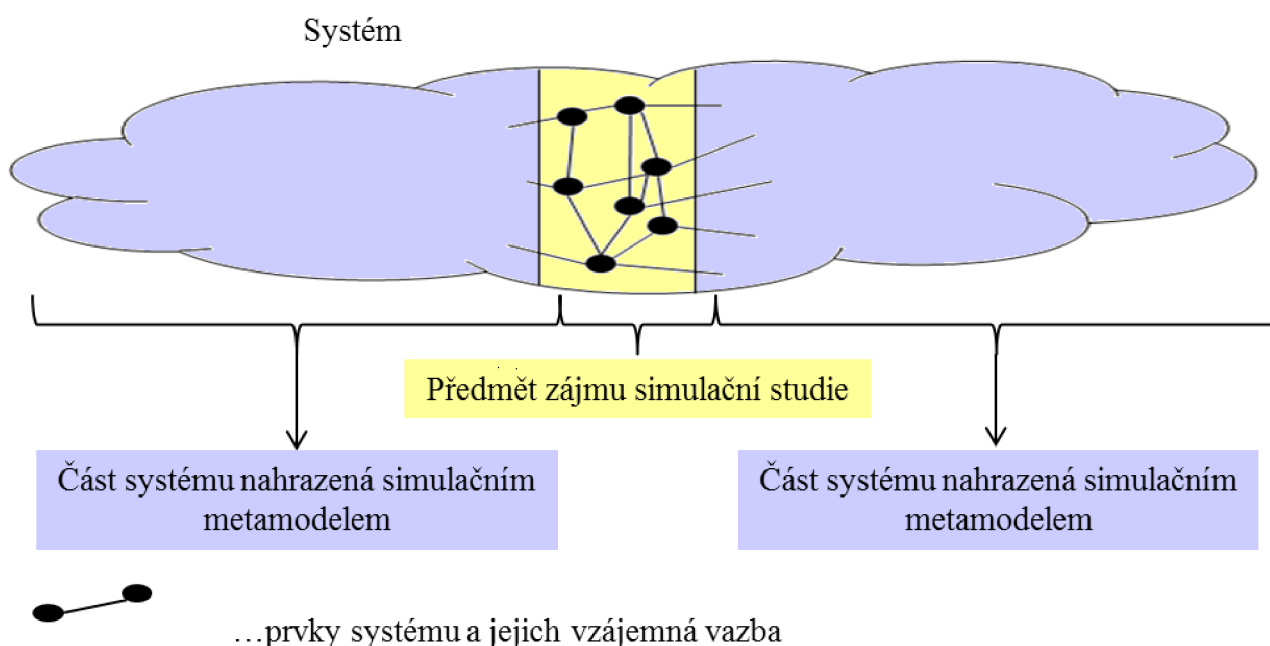 Systém
Předmět zájmu simulační studie
Část systému nahrazená simulačním
metamodelem
Část systému nahrazená simulačním
metamodelem
…prvky systému a jejich vzájemná vazba